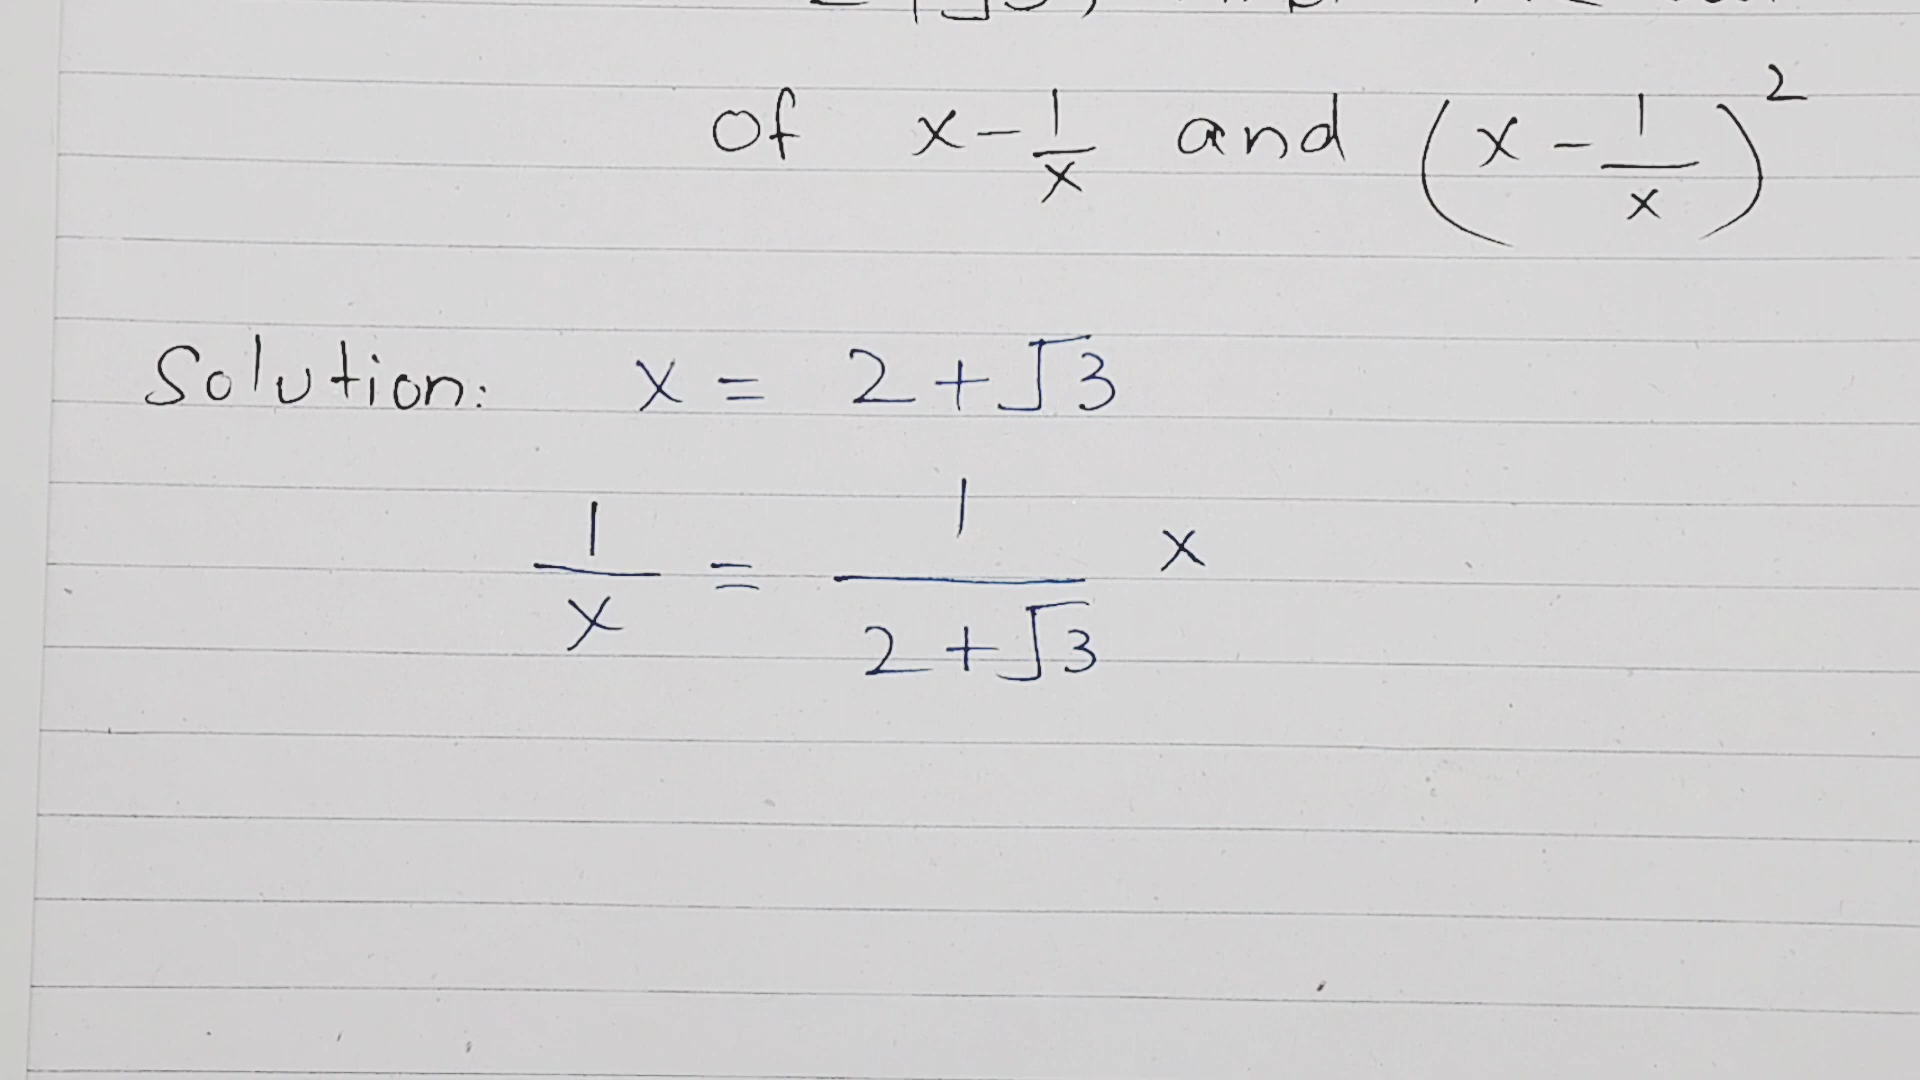 of x - 1/x and (x - 1/x)²
Solution: x = 2 + √3
1/x = 1/(2 + √3) ×